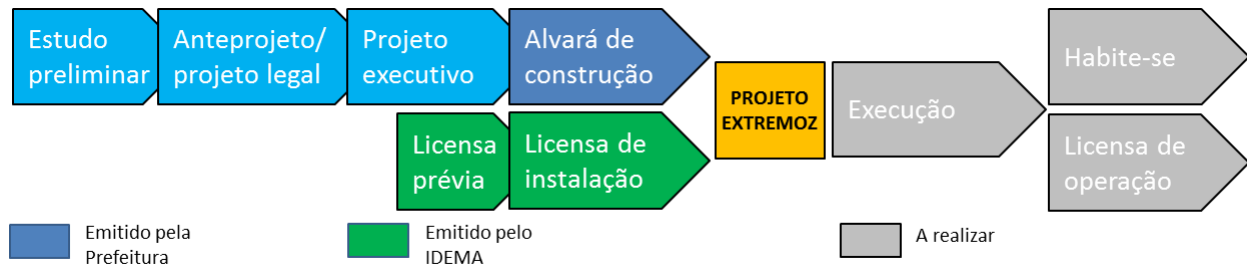 Estudo
preliminar
Anteprojeto/
projeto legal
Projeto
executivo
Alvará de
construção
Licensa
prévia
Licensa de
instalação
PROJETO
EXTREMOZ
Execução
Habite-se
Licensa de
operação
Emitido pela
Prefeitura
Emitido pelo
IDEMA
A realizar